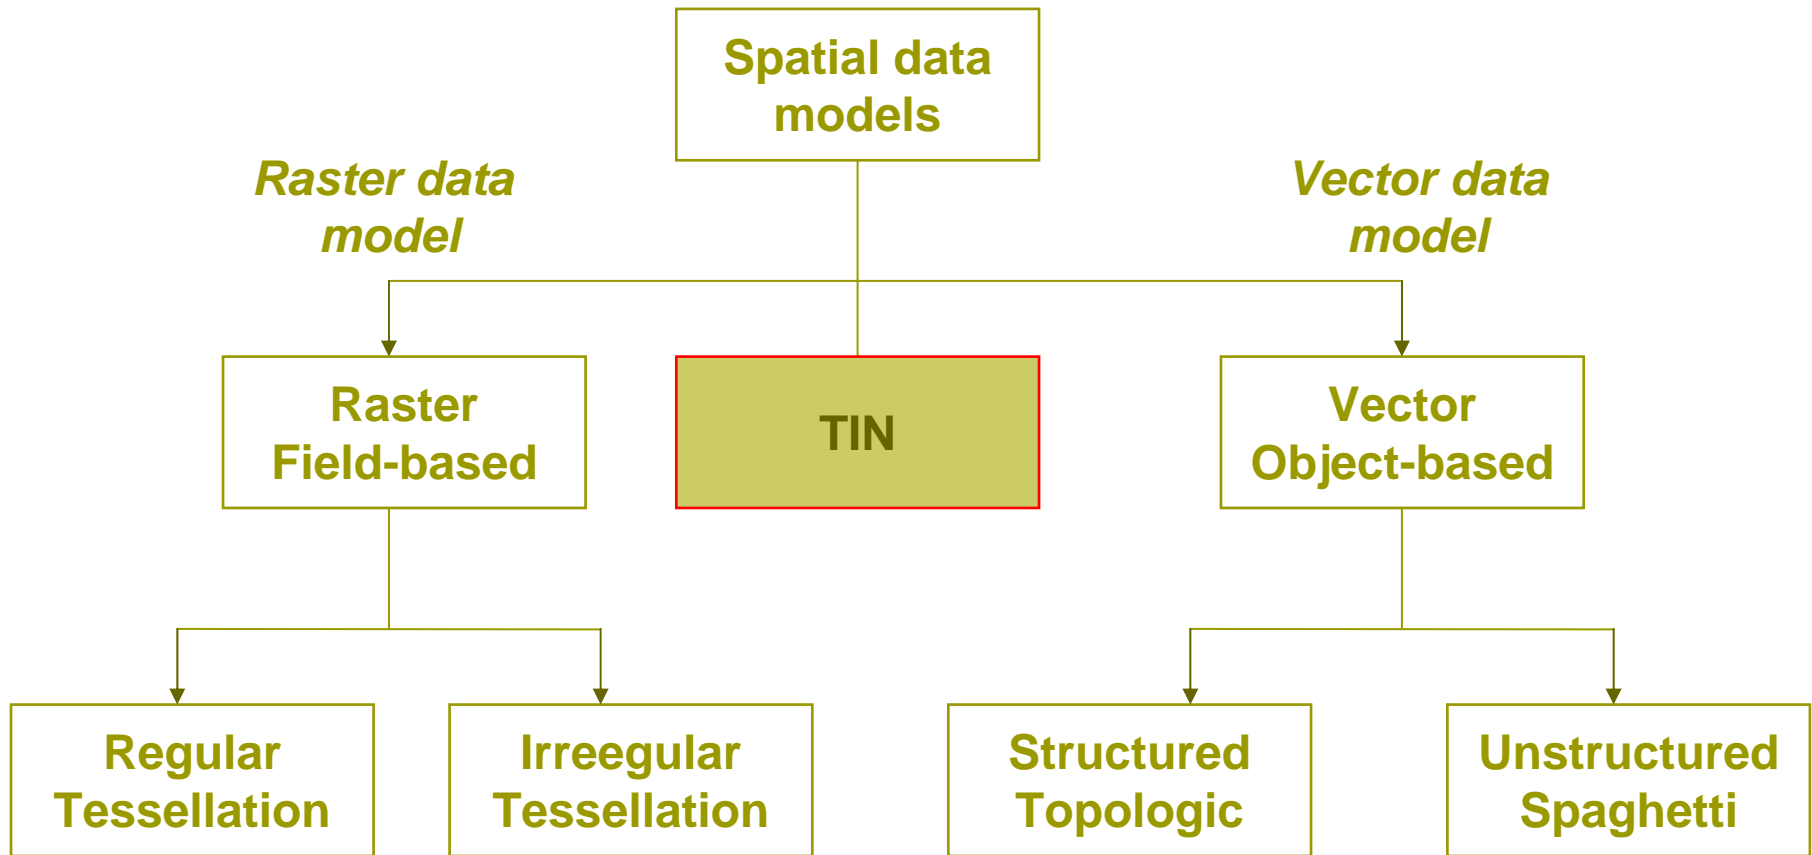 Spatial data
models
Raster data
model
Vector data
model
Raster
Field-based
TIN
Vector
Object-based
Regular
Tessellation
Irreegular
Tessellation
Structured
Topologic
Unstructured
Spaghetti